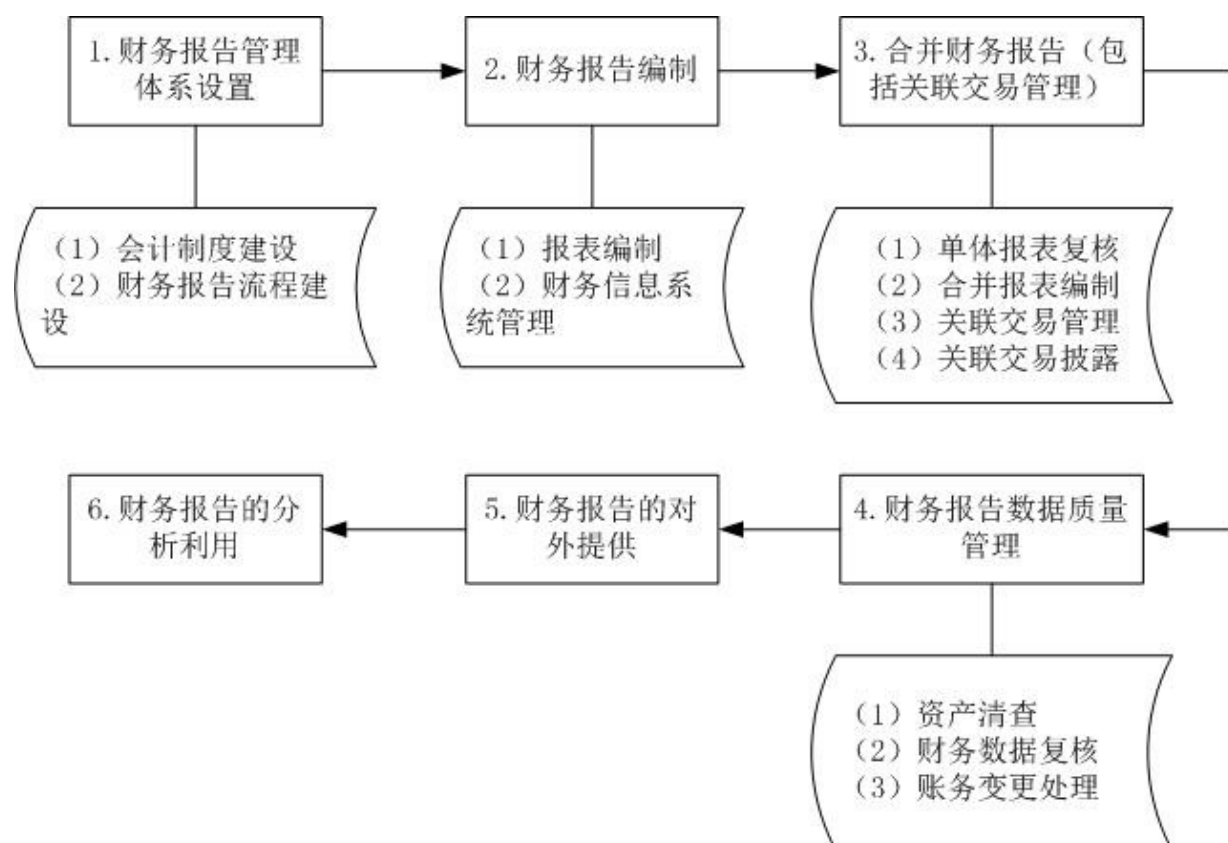 1.财务报告管理
体系设置
2.财务报告编制
3.合并财务报告（包
括关联交易管理）
（1）会计制度建设
（2）财务报告流程建
设
（1）报表编制
（2）财务信息系
统管理
（1）单体报表复核
（2）合并报表编制
（3）关联交易管理
（4）关联交易披露
4.财务报告数据质量
管理
5.财务报告的对
外提供
6.财务报告的分
析利用
（1）资产清查
（2）财务数据复核
（3）账务变更处理